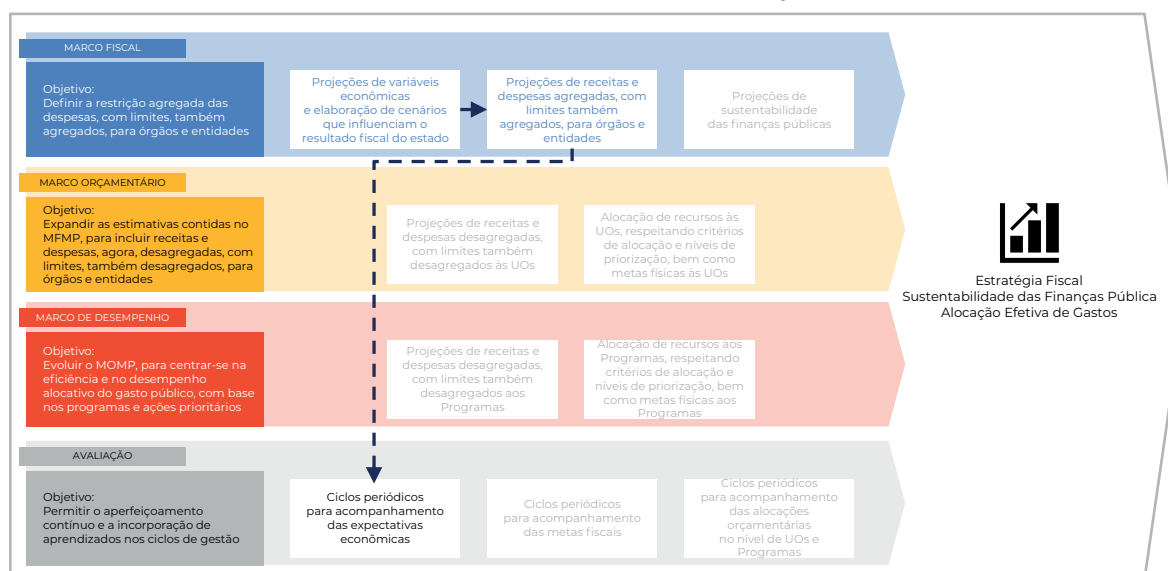 MARCO FISCAL
Objetivo:
Definir a restrição agregada das
despesas, com limites, também
agregados, para órgãos e entidades
Projeções de variáveis
econômicas
e elaboração de cenários
que influenciam o
resultado fiscal do estado
Projeções de receitas e
despesas agregadas, com
limites também
agregados, para órgãos e
entidades
Projeções de
sustentabilidade
das finanças públicas
MARCO ORÇAMENTÁRIO
Objetivo:
Expandir as estimativas contidas no
MFMP, para incluir receitas e
despesas, agora, desagregadas, com
limites, também desagregados, para
órgãos e entidades
Projeções de receitas e
despesas desagregadas,
com limites também
desagregados às UOs
Alocação de recursos às
UOs, respeitando critérios
de alocação e níveis de
priorização, bem como
metas físicas às UOs
MARCO DE DESEMPENHO
Objetivo:
Evoluir o MOMP, para centrar-se na
eficiência e no desempenho
alocativo do gasto público, com base
nos programas e ações prioritários
Projeções de receitas e
despesas desagregadas,
com limites também
desagregados aos
Programas
Alocação de recursos aos
Programas, respeitando
critérios de alocação e
níveis de priorização, bem
como metas físicas aos
Programas
AVALIAÇÃO
Objetivo:
Permitir o aperfeiçoamento
contínuo e a incorporação de
aprendizados nos ciclos de gestão
Ciclos periódicos
para acompanhamento
das expectativas
econômicas
Ciclos periódicos
para acompanhamento
das metas fiscais
Ciclos periódicos
para acompanhamento
das alocações
orçamentárias
no nível de UOs e
Programas
Estratégia Fiscal
Sustentabilidade das Finanças Pública
Alocação Efetiva de Gastos